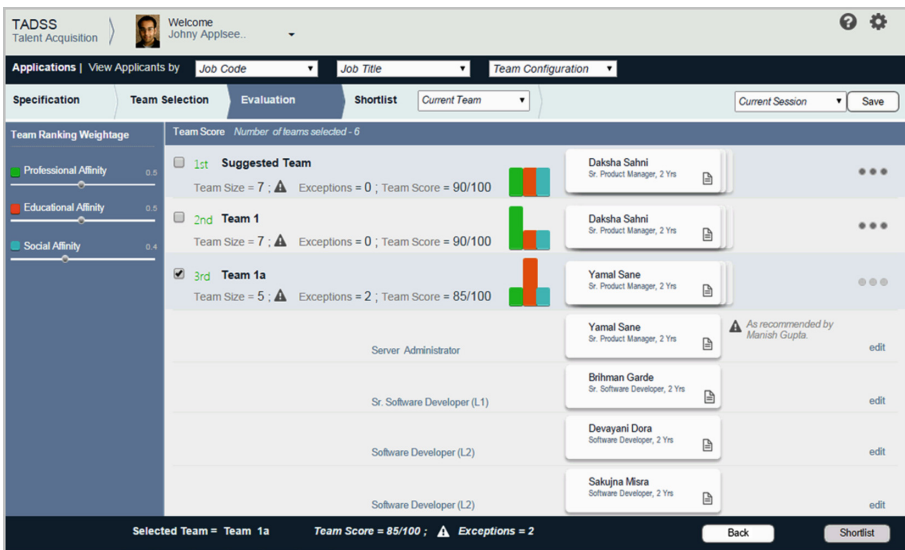 TADSS
Talent Acquisition
Welcome
Johny Applsee..
Applications | View Applicants by
Job Code
Job Title
Team Configuration
Specification
Team Selection
Evaluation
Shortlist
Current Team
Current Session
Save
Team Ranking Weightage
Professional Affinity 0.5
Educational Affinity 0.5
Social Affinity 0.4
Team Score Number of teams selected - 6
1st Suggested Team
Team Size = 7 ; Exceptions = 0 ; Team Score = 90/100
Daksha Sahni
Sr. Product Manager, 2 Yrs
2nd Team 1
Team Size = 7 ; Exceptions = 0 ; Team Score = 90/100
Daksha Sahni
Sr. Product Manager, 2 Yrs
3rd Team 1a
Team Size = 5 ; Exceptions = 2 ; Team Score = 85/100
Yamal Sane
Sr. Product Manager, 2 Yrs
Server Administrator
Yamal Sane
Sr. Product Manager, 2 Yrs
As recommended by
Manish Gupta.
edit
Sr. Software Developer (L1)
Brihman Garde
Sr. Software Developer, 2 Yrs
edit
Software Developer (L2)
Devayani Dora
Software Developer, 2 Yrs
edit
Software Developer (L2)
Sakujna Misra
Software Developer, 2 Yrs
edit
Selected Team = Team 1a
Team Score = 85/100 ; Exceptions = 2
Back
Shortlist